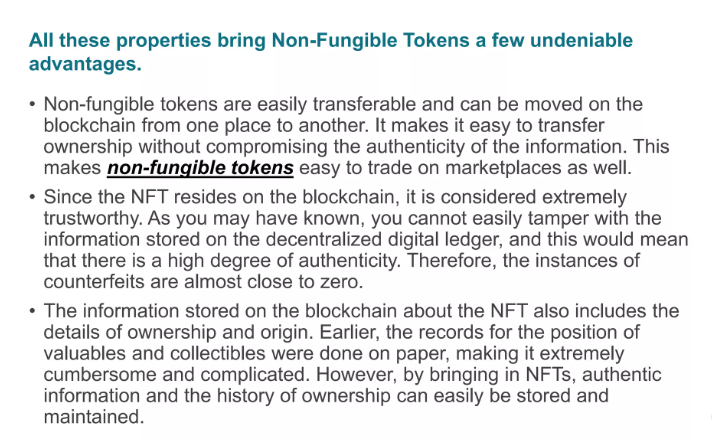 All these properties bring Non-Fungible Tokens a few undeniable
advantages.
• Non-fungible tokens are easily transferable and can be moved on the
blockchain from one place to another. It makes it easy to transfer
ownership without compromising the authenticity of the information. This
makes non-fungible tokens easy to trade on marketplaces as well.
• Since the NFT resides on the blockchain, it is considered extremely
trustworthy. As you may have known, you cannot easily tamper with the
information stored on the decentralized digital ledger, and this would mean
that there is a high degree of authenticity. Therefore, the instances of
counterfeits are almost close to zero.
• The information stored on the blockchain about the NFT also includes the
details of ownership and origin. Earlier, the records for the position of
valuables and collectibles were done on paper, making it extremely
cumbersome and complicated. However, by bringing in NFTs, authentic
information and the history of ownership can easily be stored and
maintained.